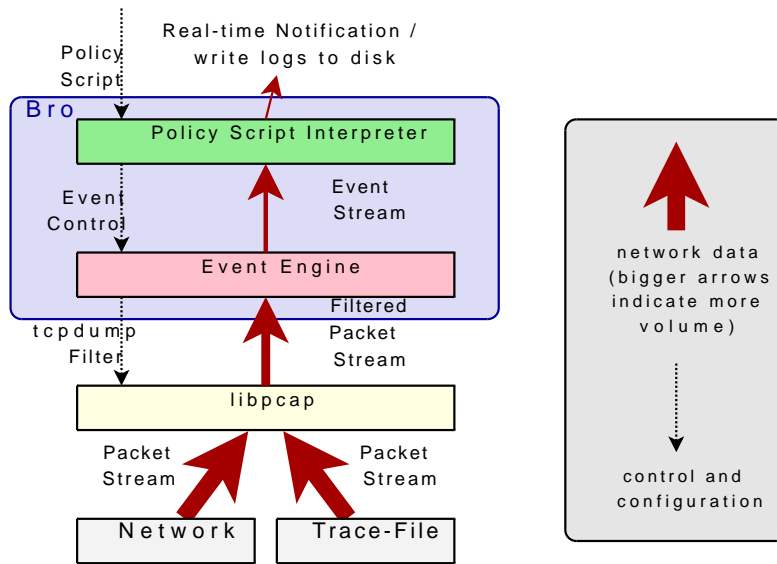 Real-time Notification /
write logs to disk
Policy
Script
Bro
Policy Script Interpreter
Event
Control
Event
Stream
Event Engine
Filtered
Packet
Stream
tcpdump
Filter
libpcap
Packet
Stream
Packet
Stream
Network
Trace-File
network data
(bigger arrows
indicate more
volume)
control and
configuration